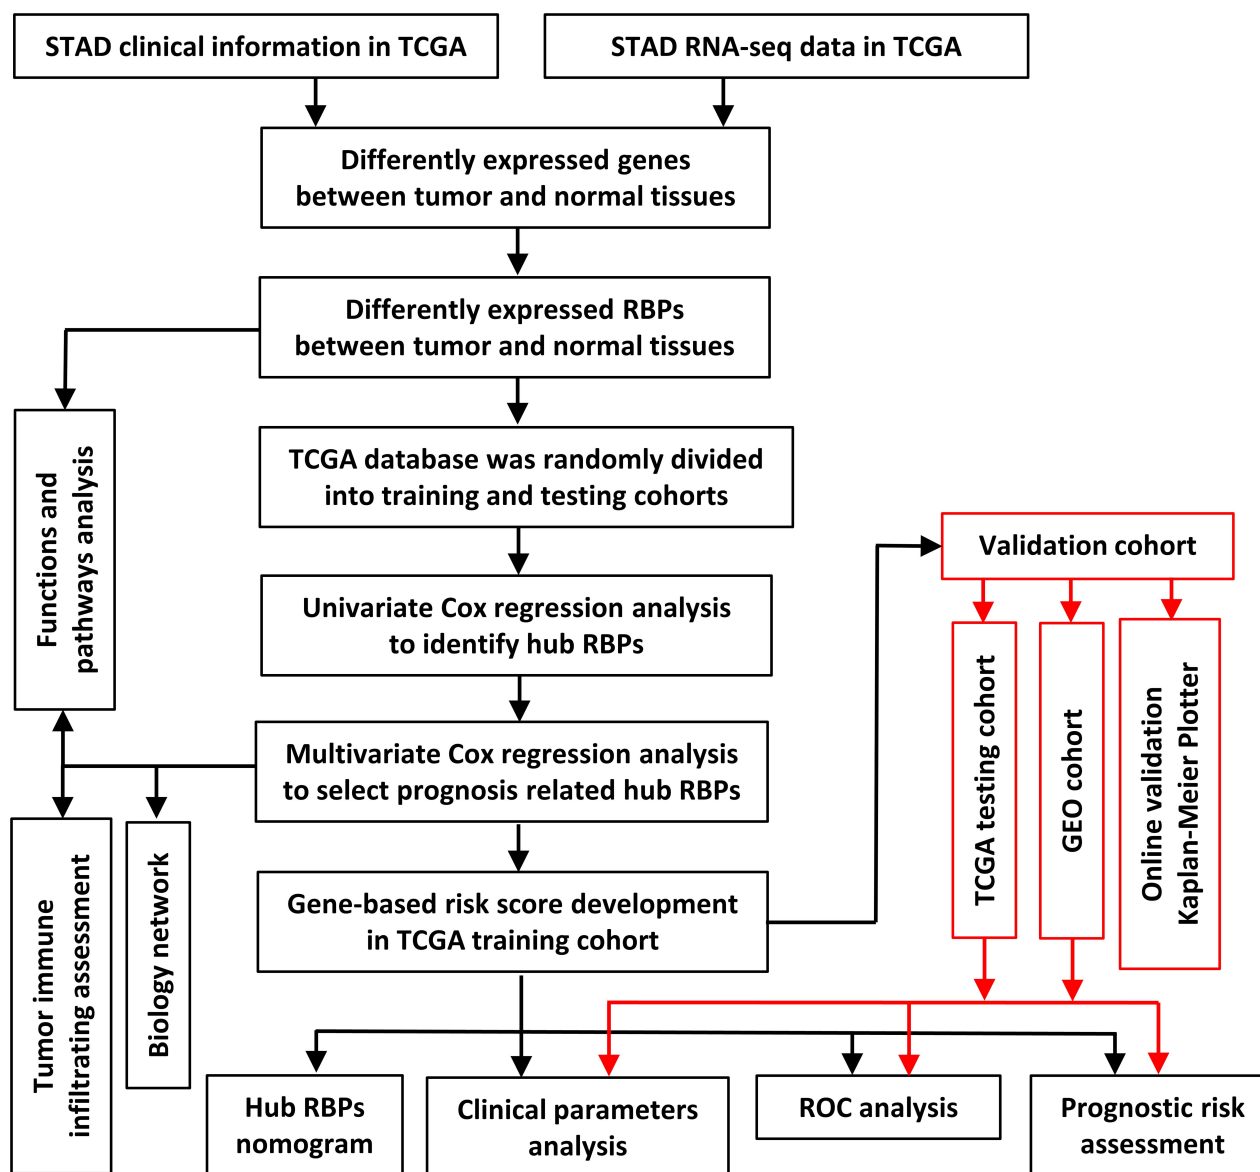 STAD clinical information in TCGA
STAD RNA-seq data in TCGA
Differently expressed genes
between tumor and normal tissues
Differently expressed RBPs
between tumor and normal tissues
Functions and
pathways analysis
TCGA database was randomly divided
into training and testing cohorts
Validation cohort
Univariate Cox regression analysis
to identify hub RBPs
TCGA testing cohort
GEO cohort
Online validation
Kaplan-Meier Plotter
Multivariate Cox regression analysis
to select prognosis related hub RBPs
Tumor immune
infiltrating assessment
Biology network
Gene-based risk score development
in TCGA training cohort
Hub RBPs
nomogram
Clinical parameters
analysis
ROC analysis
Prognostic risk
assessment